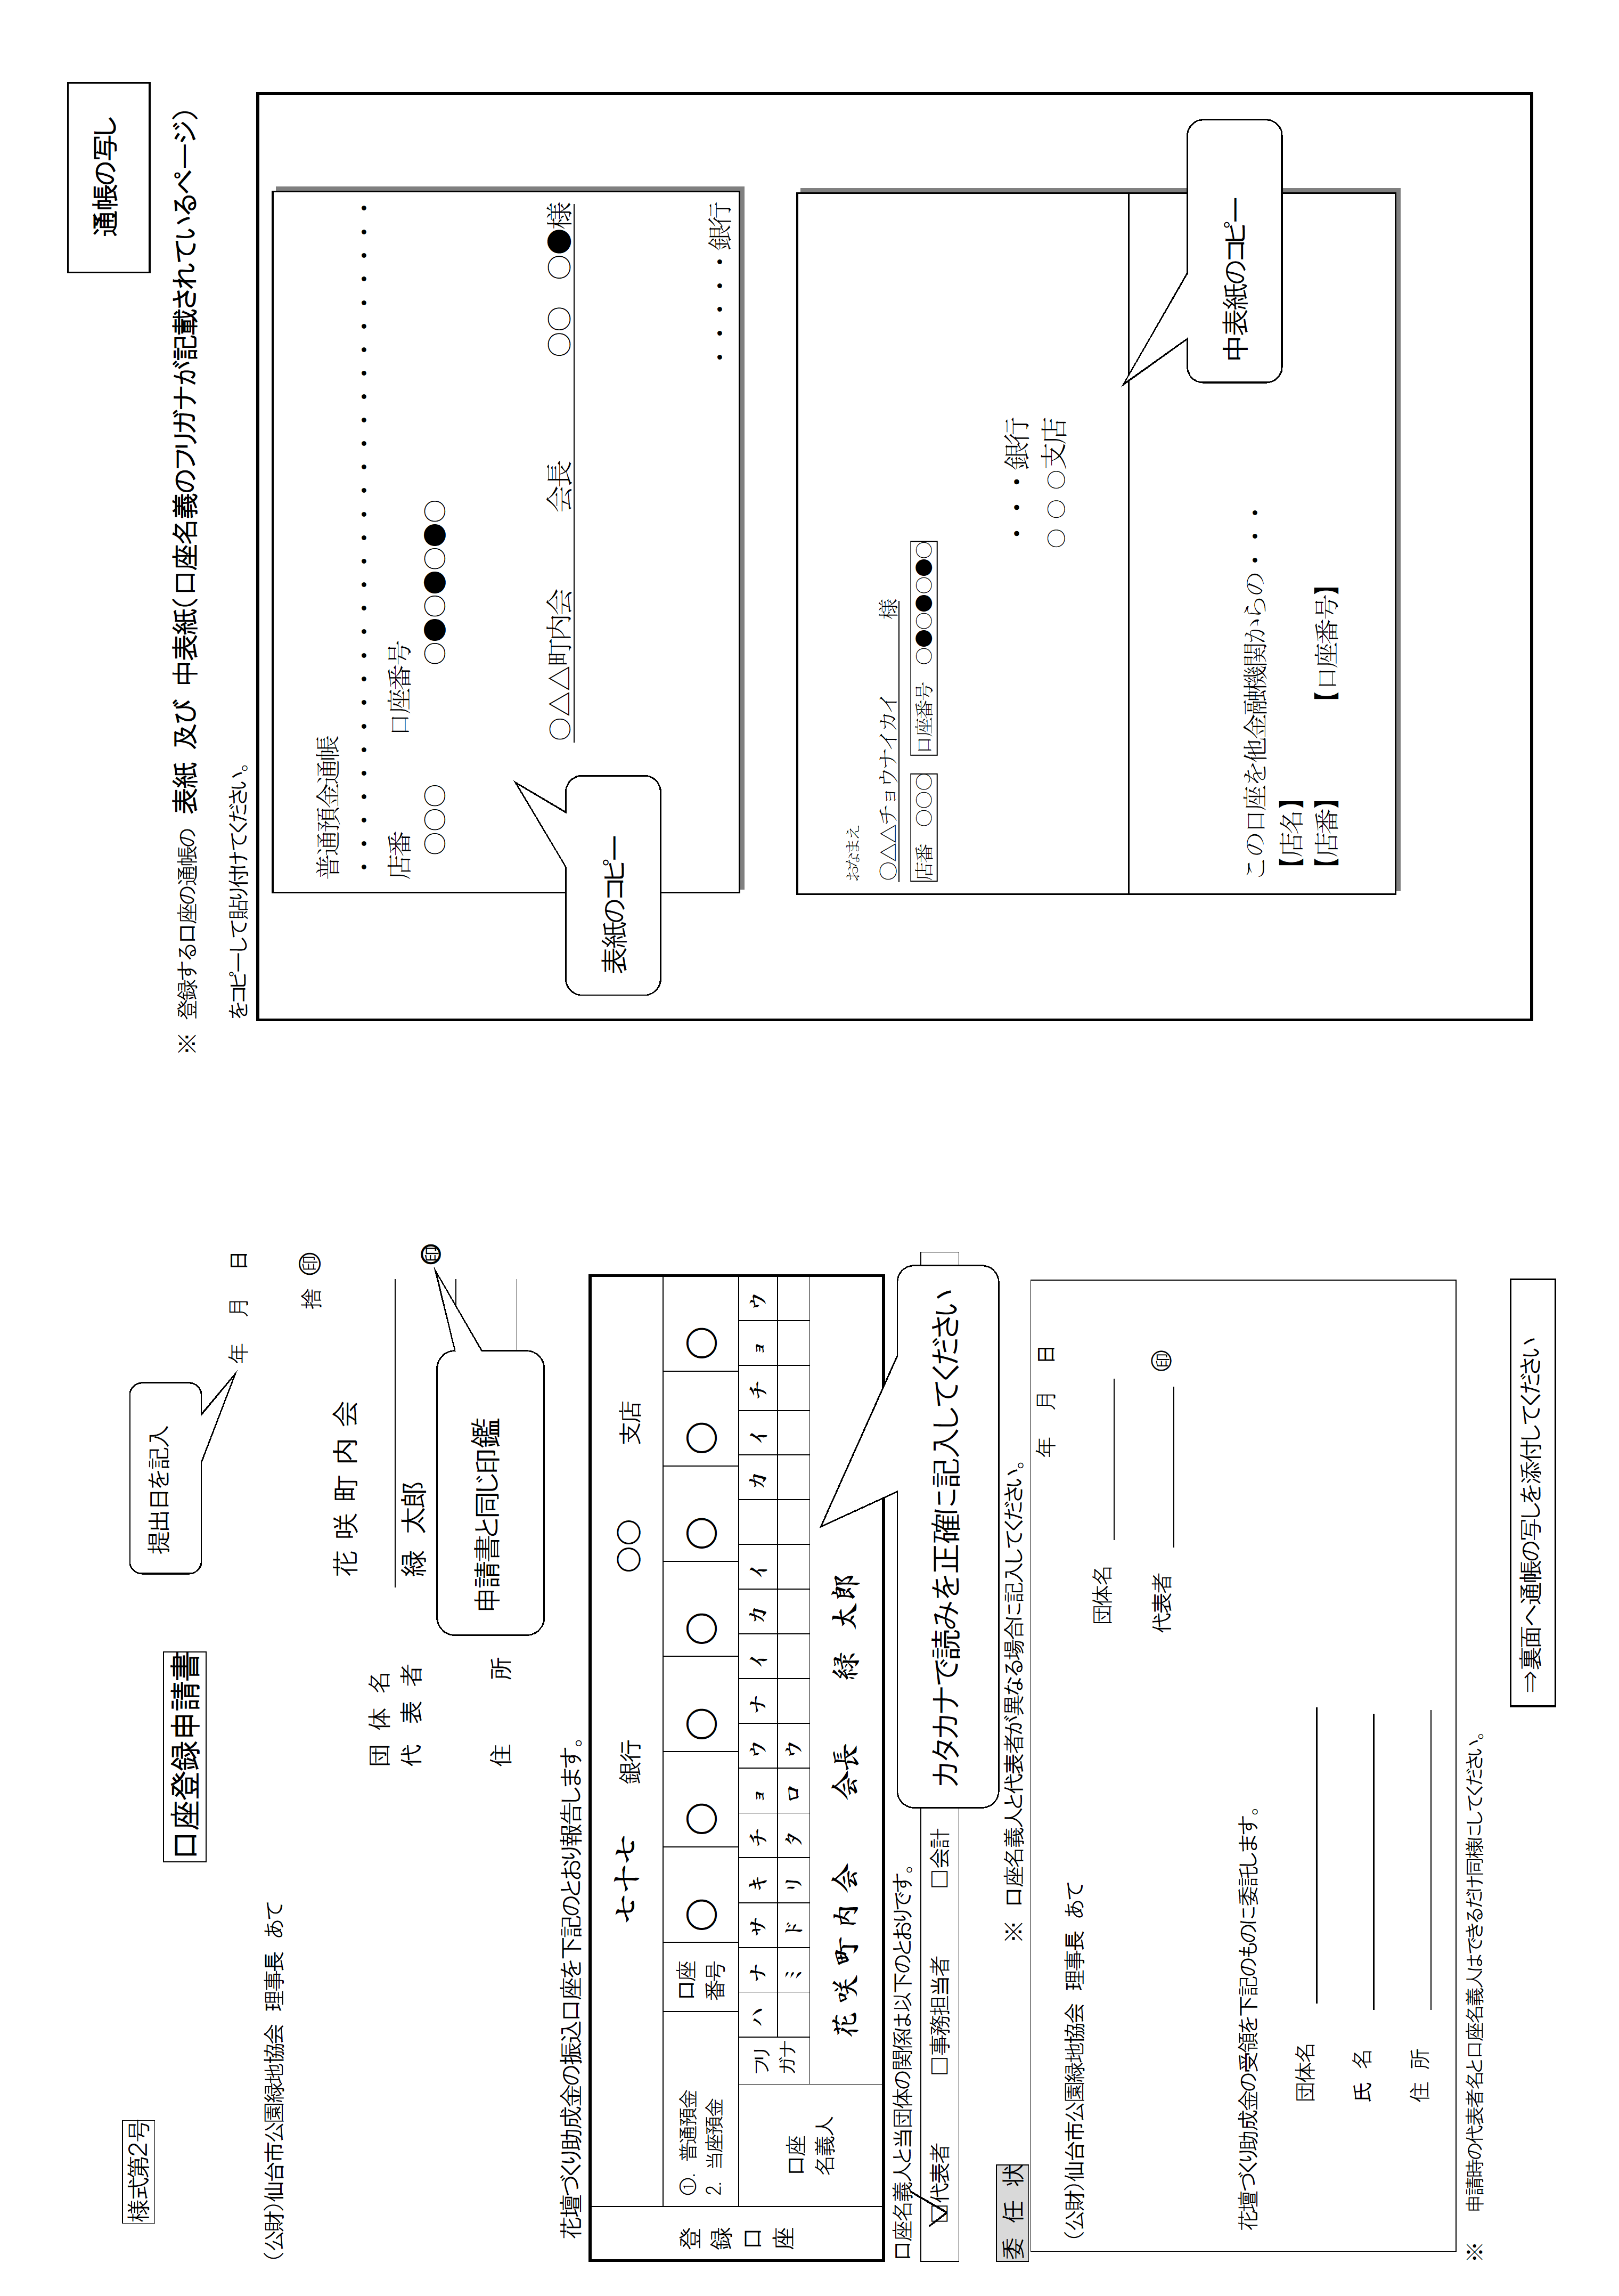 様式第2号
提出日を記入
口座登録申請書
年 月 日
（公財）仙台市公園緑地協会 理事長 あて
捨 ㊞
花 咲 町 内 会
団 体 名
代 表 者 緑 太郎 ㊞
申請書と同じ印鑑
住 所
花壇づくり助成金の振込口座を下記のとおり報告します。
登録口座
七十七 銀行 〇〇 支店
①. 普通預金
2. 当座預金
口座番号 〇 〇 〇 〇 〇 〇 〇
口座名義人
フリガナ
ハ ナ サ キ チ ョ ウ ナ イ カ イ カ イ チ ョ ウ
ミ ド リ タ ロ ウ
花 咲 町 内 会 会長 緑 太郎
カタカナで読みを正確に記入してください
口座名義人と当団体の関係は以下のとおりです。
☑代表者 □事務担当者 □会計
委 任 状
※ 口座名義人と代表者が異なる場合に記入してください。
年 月 日
（公財）仙台市公園緑地協会 理事長 あて
団体名
代表者 ㊞
花壇づくり助成金の受領を下記のものに委託します。
団体名
氏 名
住 所
※ 申請時の代表者名と口座名義人はできるだけ同様にしてください。
⇒裏面へ通帳の写しを添付してください
通帳の写し
※ 登録する口座の通帳の 表紙 及び 中表紙（口座名義のフリガナが記載されているページ）
をコピーして貼り付けてください。
普通預金通帳
・・・・・・・・・・・・・・・・・・・・・・・・・・・・・
店番 口座番号
〇〇〇 〇●〇●〇●〇
〇△△町内会 会長 〇〇 〇●様
・・・・・銀行
表紙のコピー
おなまえ
〇△△チョウナイカイ 様
店番 〇〇〇 口座番号 〇●〇●〇●〇
・・・銀行
〇〇〇支店
中表紙のコピー
この口座を他金融機関からの・・・
【店名】
【店番】 【口座番号】